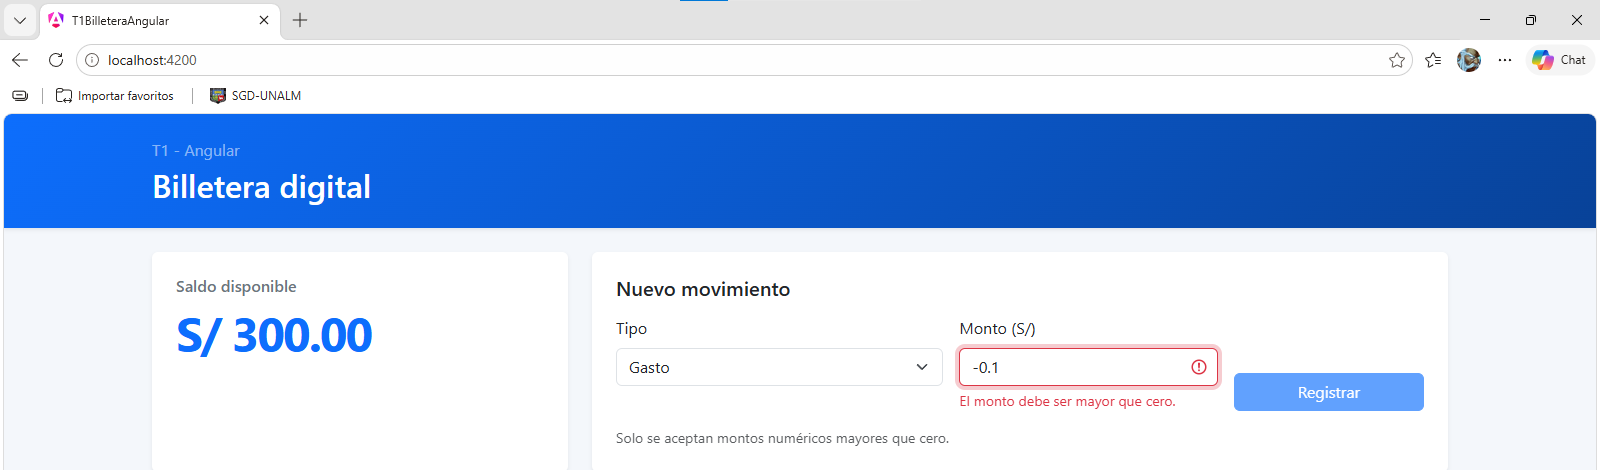 T1BilleteraAngular
localhost:4200
Chat
Importar favoritos
SGD-UNALM
T1 - Angular
Billetera digital
Saldo disponible
S/ 300.00
Nuevo movimiento
Tipo
Monto (S/)
Gasto
-0.1
Registrar
El monto debe ser mayor que cero.
Solo se aceptan montos numéricos mayores que cero.